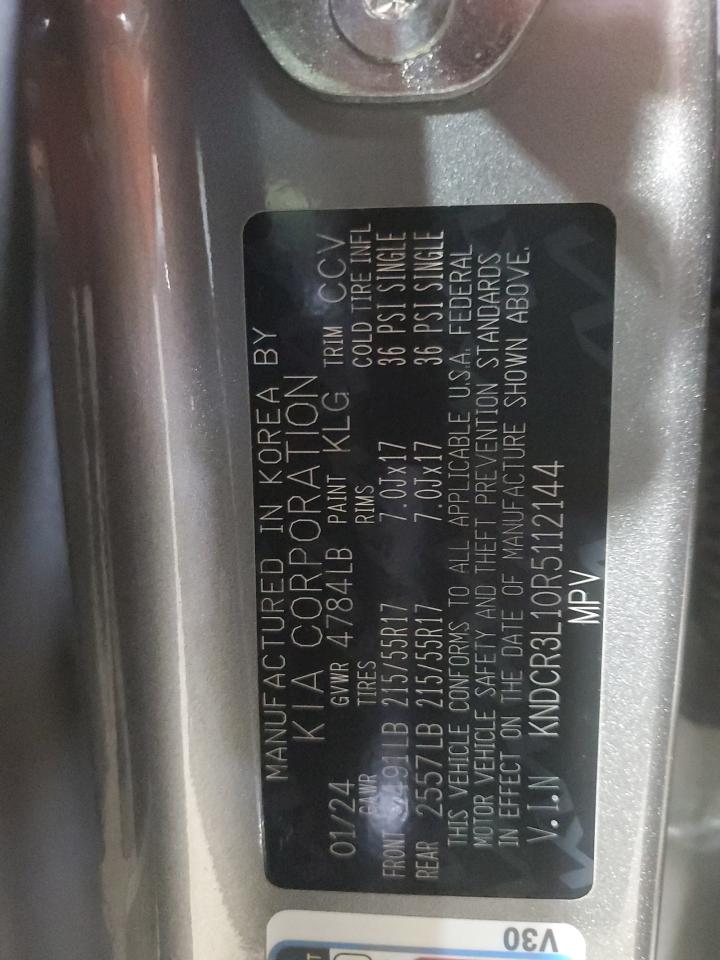 MANUFACTURED IN KOREA BY
KIA CORPORATION
01/24 GVWR 4784LB PAINT KLG TRIM CCV
GAWR TIRES RIMS COLD TIRE INFL
FRONT 2491LB 215/55R17 7.0Jx17 36 PSI SINGLE
REAR 2557LB 215/55R17 7.0Jx17 36 PSI SINGLE
THIS VEHICLE CONFORMS TO ALL APPLICABLE U.S.A. FEDERAL
MOTOR VEHICLE SAFETY AND THEFT PREVENTION STANDARDS
IN EFFECT ON THE DATE OF MANUFACTURE SHOWN ABOVE.
V.I.N KNDCR3L10R5112144
MPV
V30